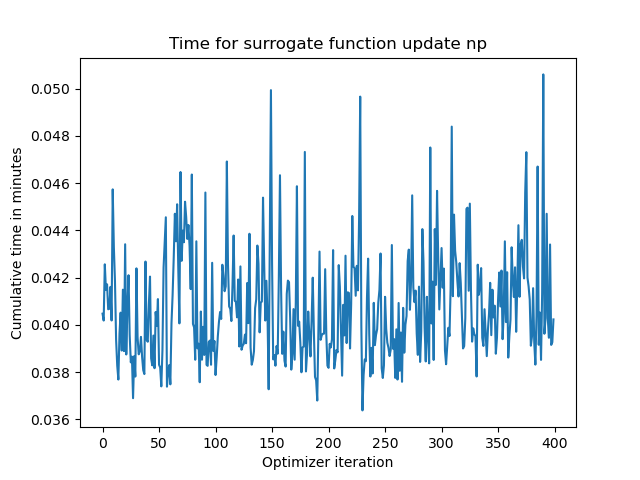 Time for surrogate function update np
Cumulative time in minutes
0.050
0.048
0.046
0.044
0.042
0.040
0.038
0.036
0 50 100 150 200 250 300 350 400
Optimizer iteration